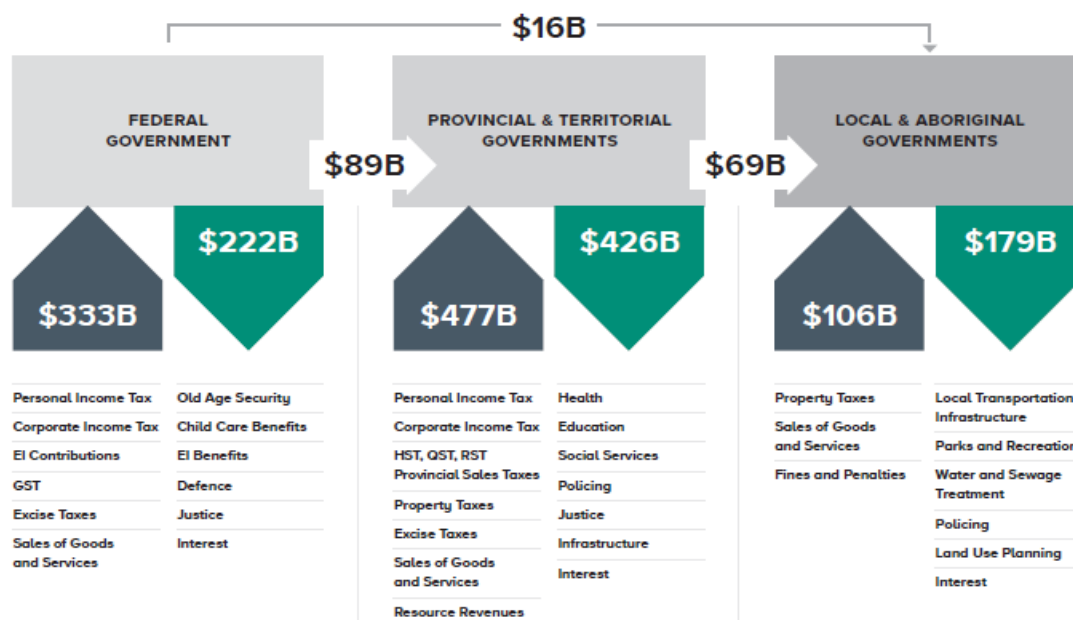 $16B
FEDERAL
GOVERNMENT
$89B
PROVINCIAL & TERRITORIAL
GOVERNMENTS
$69B
LOCAL & ABORIGINAL
GOVERNMENTS
$333B
$222B
$477B
$426B
$106B
$179B
Personal Income Tax
Corporate Income Tax
EI Contributions
GST
Excise Taxes
Sales of Goods
and Services
Old Age Security
Child Care Benefits
EI Benefits
Defence
Justice
Interest
Personal Income Tax
Corporate Income Tax
HST, QST, RST
Provincial Sales Taxes
Property Taxes
Excise Taxes
Sales of Goods
and Services
Resource Revenues
Health
Education
Social Services
Policing
Justice
Infrastructure
Interest
Property Taxes
Sales of Goods
and Services
Fines and Penalties
Local Transportation
Infrastructure
Parks and Recreation
Water and Sewage
Treatment
Policing
Land Use Planning
Interest